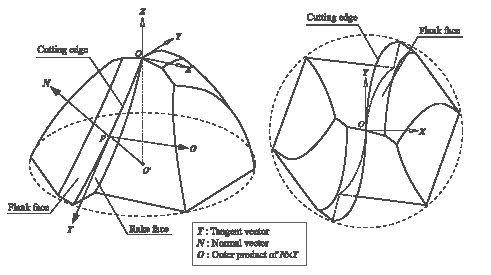 Z
Y
Cutting edge
O
X
N
P
G
O'
Flank face
T
Rake face
Cutting edge
Flank face
Y
O
X
T : Tangent vector
N : Normal vector
G : Outer product of N×T